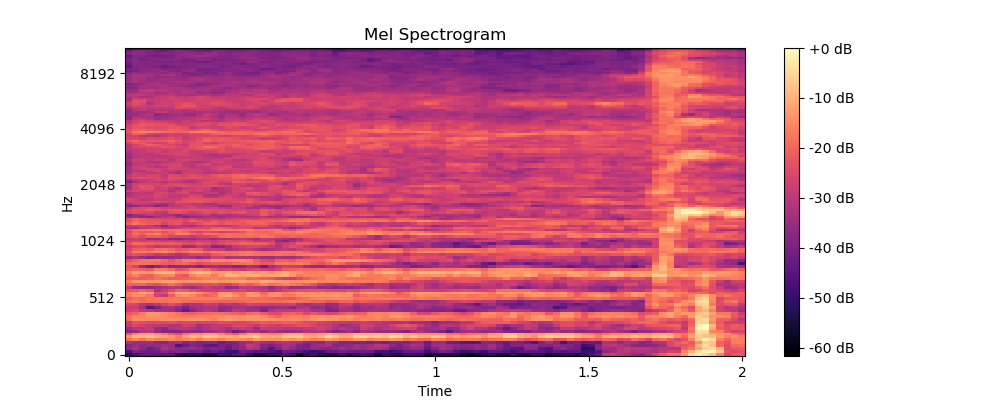 Mel Spectrogram
Hz
8192
4096
2048
1024
512
0
0
0.5
1
1.5
2
Time
+0 dB
-10 dB
-20 dB
-30 dB
-40 dB
-50 dB
-60 dB